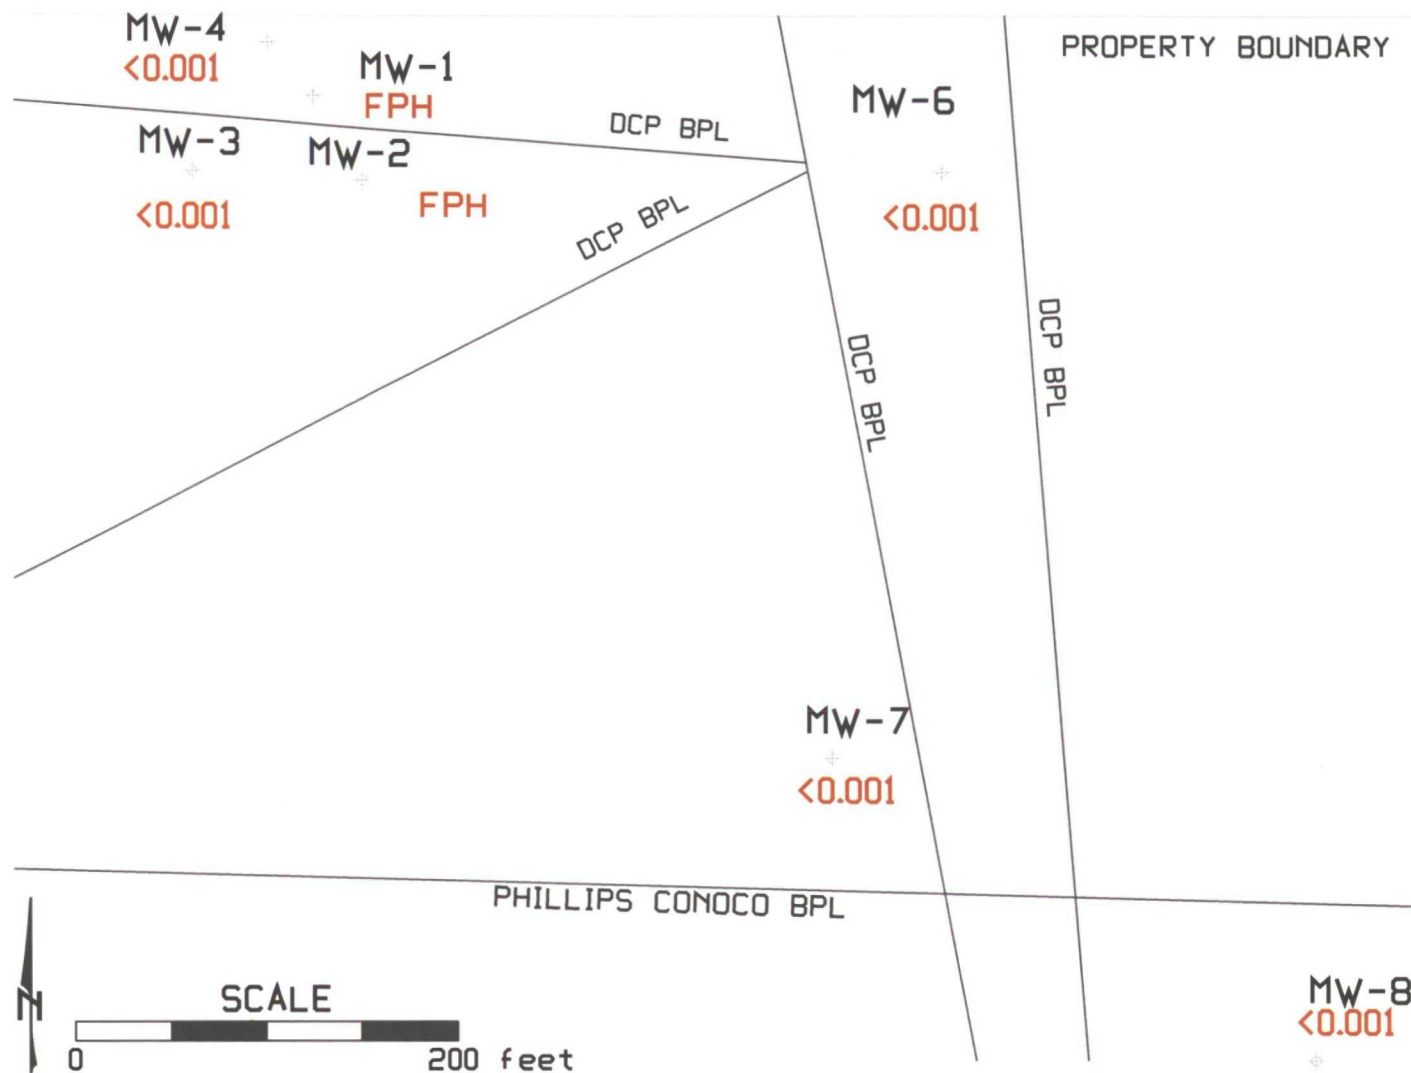 MW-4
<0.001
MW-1
FPH
PROPERTY BOUNDARY
MW-6
<0.001
DCP BPL
MW-3
<0.001
MW-2
FPH
DCP BPL
DCP BPL
DCP BPL
MW-7
<0.001
PHILLIPS CONOCO BPL
N
SCALE
0 200 feet
MW-8
<0.001